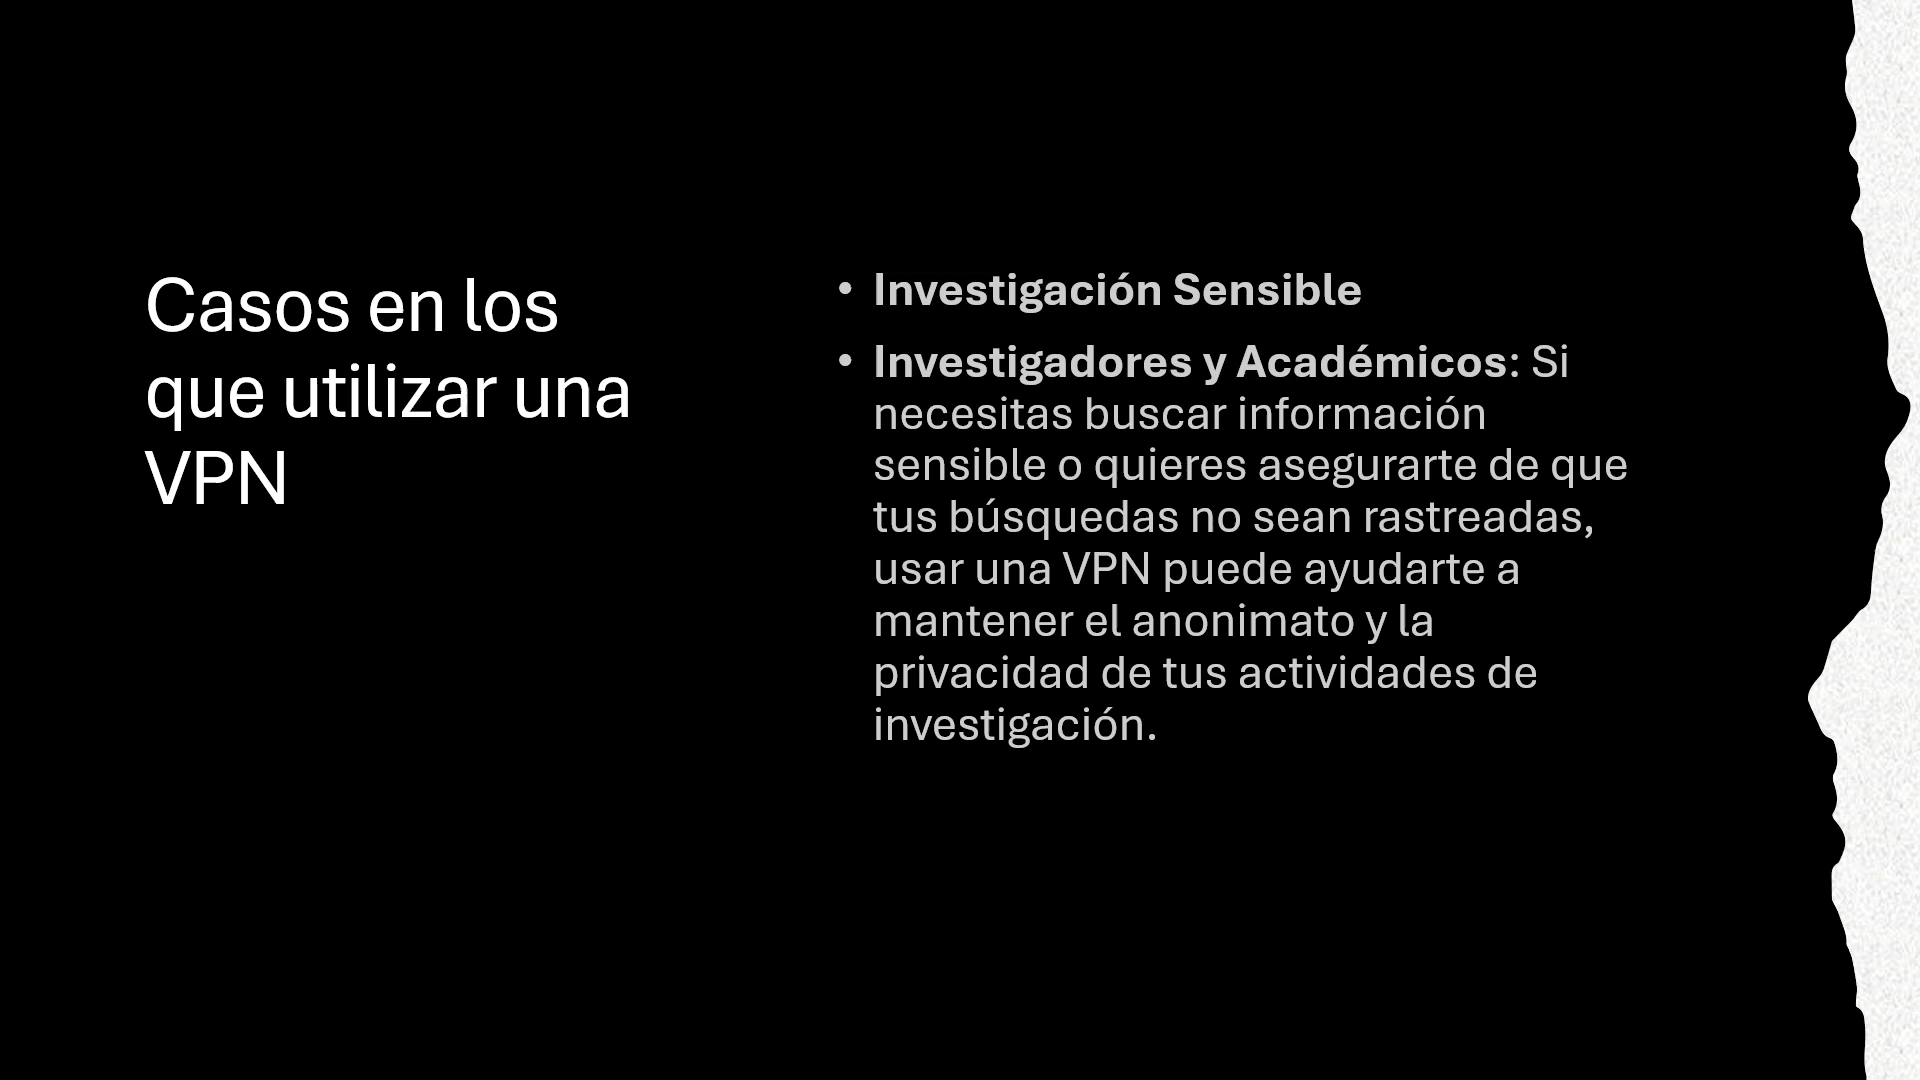 Casos en los
que utilizar una
VPN
• Investigación Sensible
• Investigadores y Académicos: Si
necesitas buscar información
sensible o quieres asegurarte de que
tus búsquedas no sean rastreadas,
usar una VPN puede ayudarte a
mantener el anonimato y la
privacidad de tus actividades de
investigación.